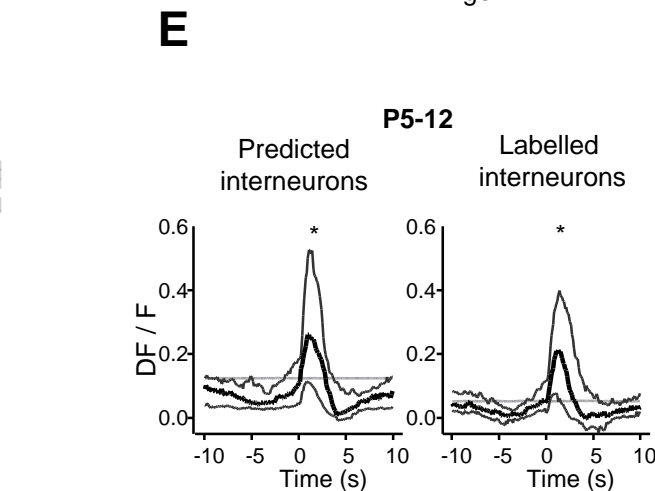 E
P5-12
Predicted
interneurons
Labelled
interneurons
*
*
0.6
0.4
0.2
0.0
DF / F
-10 -5 0 5 10
Time (s)
0.6
0.4
0.2
0.0
-10 -5 0 5 10
Time (s)